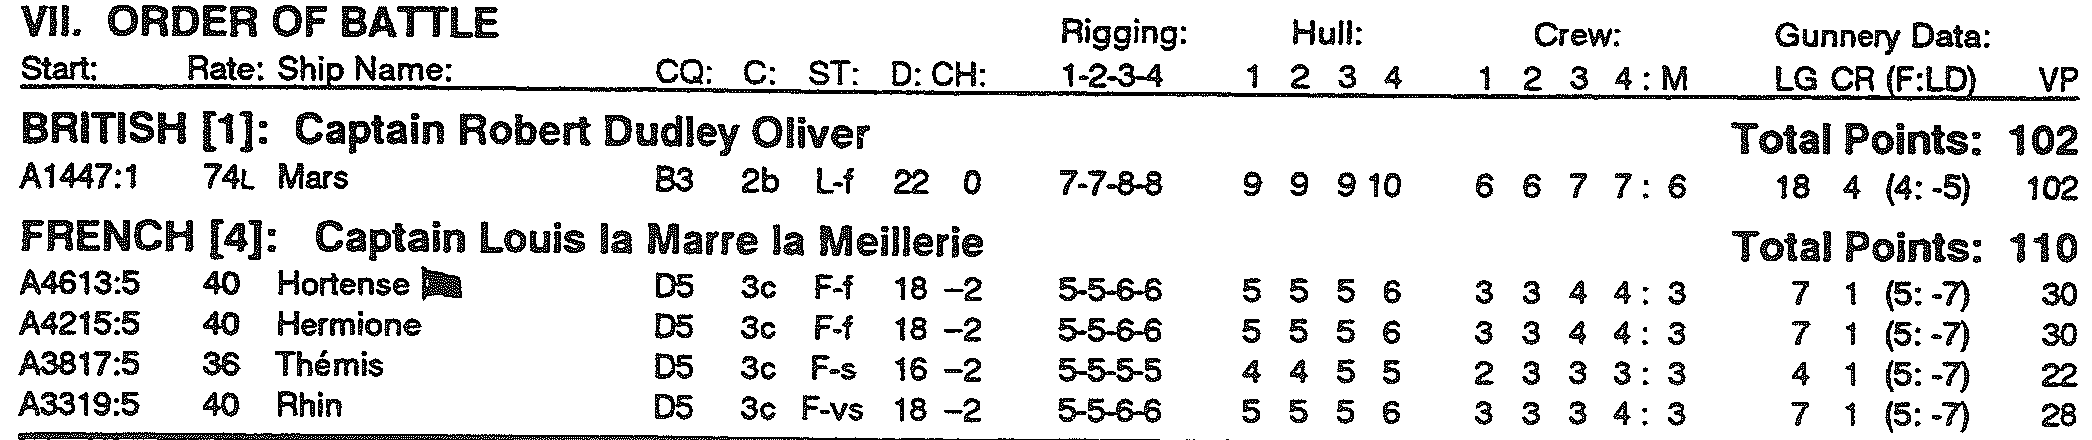 VII. ORDER OF BATTLE Rigging: Hull: Crew: Gunnery Data:
Start: Rate: Ship Name: CQ: C: ST: D: CH: 1-2-3-4 1 2 3 4 1 2 3 4 : M LG CR (F:LD) VP
BRITISH [1]: Captain Robert Dudley Oliver Total Points: 102
A1447:1 74L Mars B3 2b L-f 22 0 7-7-8-8 9 9 9 10 6 6 7 7 : 6 18 4 (4: -5) 102
FRENCH [4]: Captain Louis la Marre la Meillerie Total Points: 110
A4613:5 40 Hortense D5 3c F-f 18 –2 5-5-6-6 5 5 5 6 3 3 4 4 : 3 7 1 (5: -7) 30
A4215:5 40 Hermione D5 3c F-f 18 –2 5-5-6-6 5 5 5 6 3 3 4 4 : 3 7 1 (5: -7) 30
A3817:5 36 Thémis D5 3c F-s 16 –2 5-5-5-5 4 4 5 5 2 3 3 3 : 3 4 1 (5: -7) 22
A3319:5 40 Rhin D5 3c F-vs 18 –2 5-5-6-6 5 5 5 6 3 3 3 4 : 3 7 1 (5: -7) 28